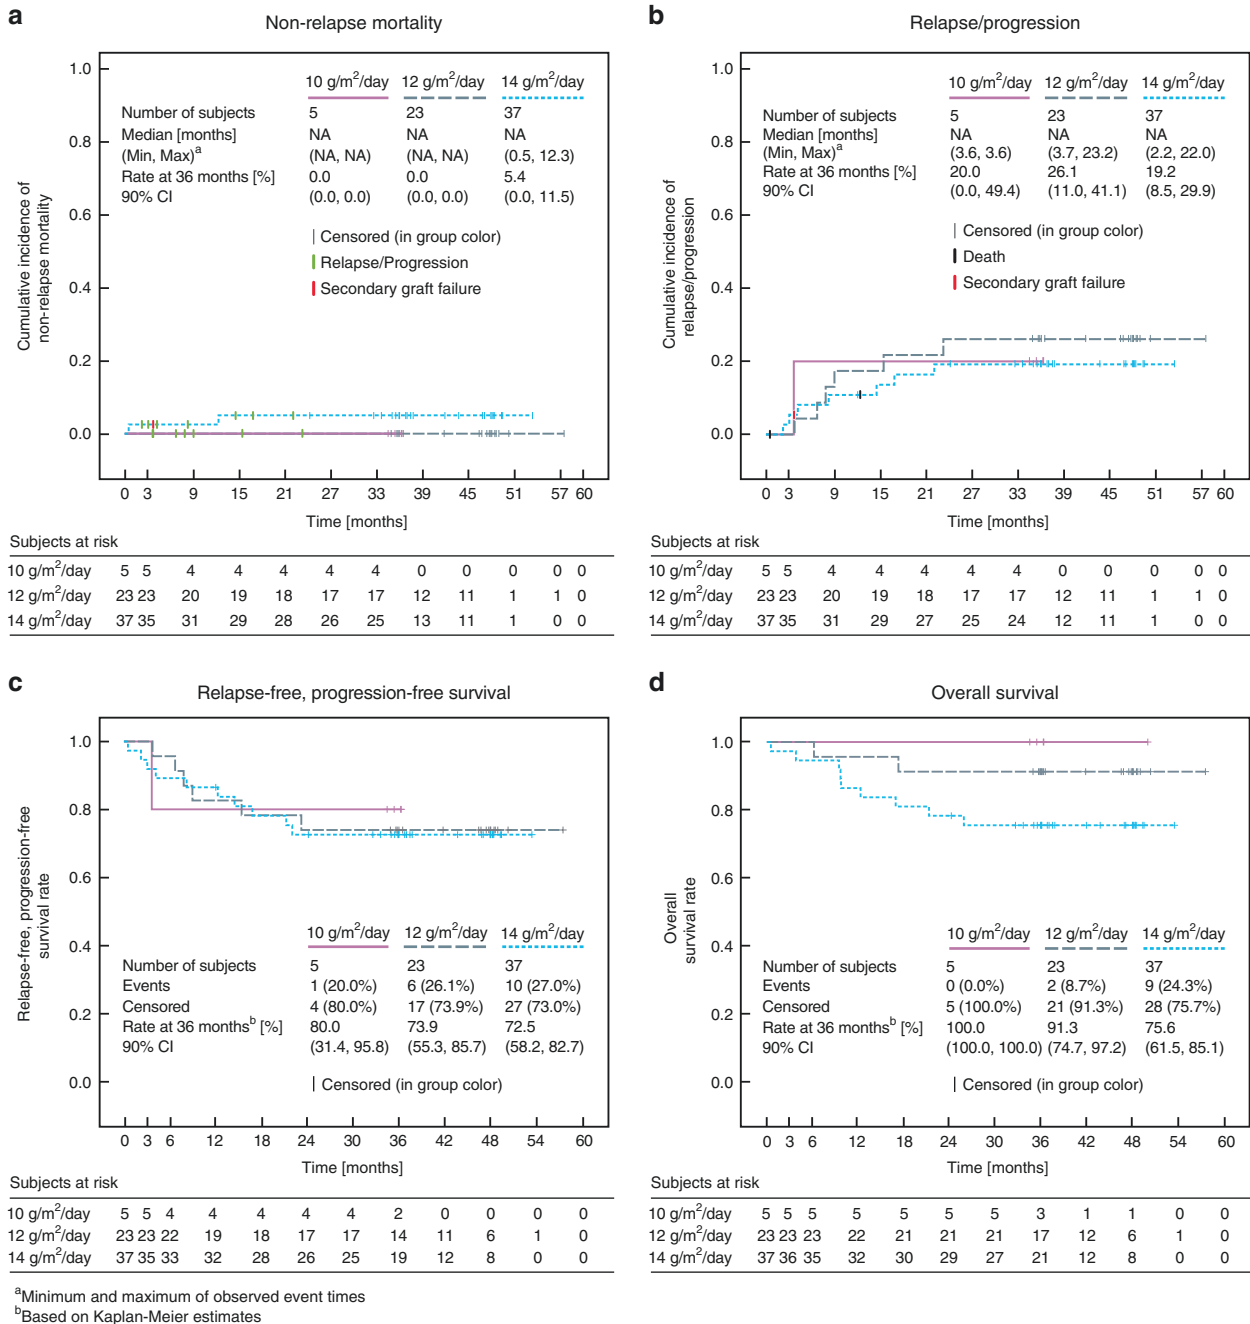 a
Non-relapse mortality
Cumulative incidence of
non-relapse mortality
1.0
0.8
0.6
0.4
0.2
0.0
10 g/m²/day 12 g/m²/day 14 g/m²/day
Number of subjects 5 23 37
Median [months] NA NA NA
(Min, Max)ᵃ (NA, NA) (NA, NA) (0.5, 12.3)
Rate at 36 months [%] 0.0 0.0 5.4
90% CI (0.0, 0.0) (0.0, 0.0) (0.0, 11.5)
Censored (in group color)
Relapse/Progression
Secondary graft failure
0 3 9 15 21 27 33 39 45 51 57 60
Time [months]
Subjects at risk
10 g/m²/day 5 5 4 4 4 4 4 0 0 0 0 0
12 g/m²/day 23 23 20 19 18 17 17 12 11 1 1 0
14 g/m²/day 37 35 31 29 28 26 25 13 11 1 0 0
b
Relapse/progression
Cumulative incidence of
relapse/progression
1.0
0.8
0.6
0.4
0.2
0.0
10 g/m²/day 12 g/m²/day 14 g/m²/day
Number of subjects 5 23 37
Median [months] NA NA NA
(Min, Max)ᵃ (3.6, 3.6) (3.7, 23.2) (2.2, 22.0)
Rate at 36 months [%] 20.0 26.1 19.2
90% CI (0.0, 49.4) (11.0, 41.1) (8.5, 29.9)
Censored (in group color)
Death
Secondary graft failure
0 3 9 15 21 27 33 39 45 51 57 60
Time [months]
Subjects at risk
10 g/m²/day 5 5 4 4 4 4 4 0 0 0 0 0
12 g/m²/day 23 23 20 19 18 17 17 12 11 1 1 0
14 g/m²/day 37 35 31 29 27 25 24 12 11 1 0 0
c
Relapse-free, progression-free survival
Relapse-free, progression-free
survival rate
1.0
0.8
0.6
0.4
0.2
0.0
10 g/m²/day 12 g/m²/day 14 g/m²/day
Number of subjects 5 23 37
Events 1 (20.0%) 6 (26.1%) 10 (27.0%)
Censored 4 (80.0%) 17 (73.9%) 27 (73.0%)
Rate at 36 monthsᵇ [%] 80.0 73.9 72.5
90% CI (31.4, 95.8) (55.3, 85.7) (58.2, 82.7)
Censored (in group color)
0 3 6 12 18 24 30 36 48 54 60
Time [months]
Subjects at risk
10 g/m²/day 5 5 4 4 4 4 4 2 0 0 0 0
12 g/m²/day 23 23 22 19 18 17 17 14 11 6 1 0
14 g/m²/day 37 35 33 32 28 26 25 19 12 8 0 0
d
Overall survival
Overall
survival rate
1.0
0.8
0.6
0.4
0.2
0.0
10 g/m²/day 12 g/m²/day 14 g/m²/day
Number of subjects 5 23 37
Events 0 (0.0%) 2 (8.7%) 9 (24.3%)
Censored 5 (100.0%) 21 (91.3%) 28 (75.7%)
Rate at 36 monthsᵇ [%] 100.0 91.3 75.6
90% CI (100.0, 100.0) (74.7, 97.2) (61.5, 85.1)
Censored (in group color)
0 3 6 12 18 24 30 36 42 48 54 60
Time [months]
Subjects at risk
10 g/m²/day 5 5 5 5 5 5 5 3 1 1 0 0
12 g/m²/day 23 23 23 22 21 21 21 17 12 6 1 0
14 g/m²/day 37 36 35 32 30 29 27 21 12 8 0 0
ᵃMinimum and maximum of observed event times
ᵇBased on Kaplan-Meier estimates